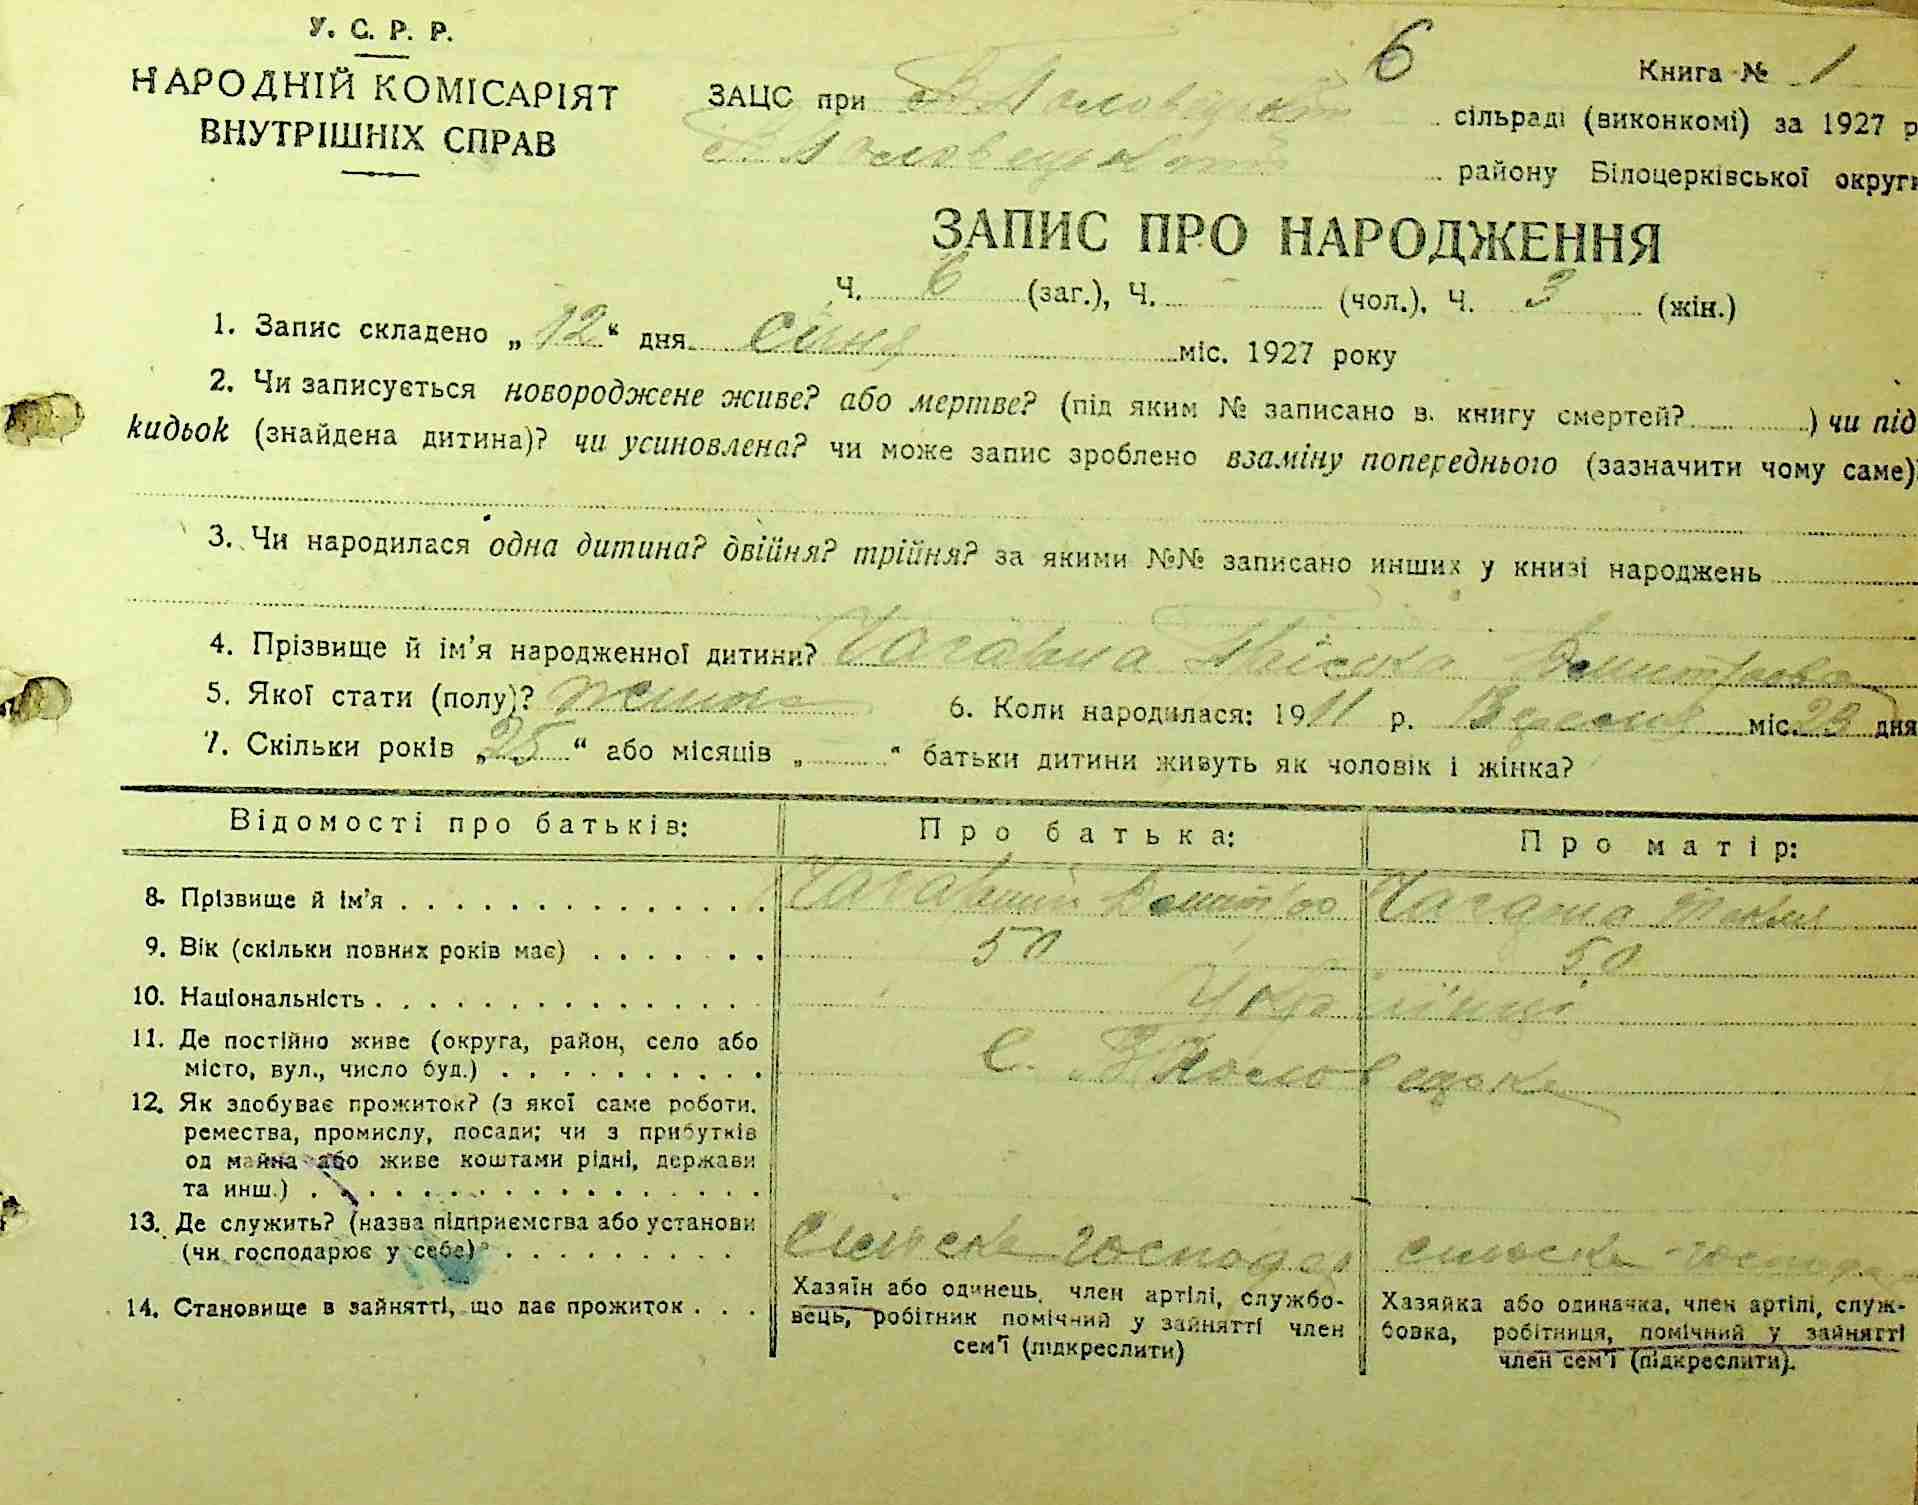 У. С. Р. Р.
НАРОДНІЙ КОМІСАРІЯТ
ВНУТРІШНІХ СПРАВ
6
Книга № 1
ЗАЦС при В Половецькій сільраді (виконкомі) за 1927 р
В Половецького району Білоцерківської округи
ЗАПИС ПРО НАРОДЖЕННЯ
Ч. 6 (заг.), Ч. - (чол.), Ч. 3 (жін.)
1. Запис складено „12“ дня січня міс. 1927 року
2. Чи записується новороджене живе? або мертве? (під яким № записано в. книгу смертей? ) чи під
кидьок (знайдена дитина)? чи усиновлена? чи може запис зроблено взаміну попереднього (зазначити чому саме)
3. Чи народилася одна дитина? двійня? трійня? за якими №№ записано инших у книзі народжень
4. Прізвище й ім’я народженної дитини? Дмитрова
5. Якої стати (полу)? жіноча 6. Коли народилася: 1911 р. Вересня міс. 23 дня
7. Скільки років „25“ або місяців „ “ батьки дитини живуть як чоловік і жінка?
Відомості про батьків: Про батька: Про матір:
8. Прізвище й ім’я Дмитро
9. Вік (скільки повних років має) 50 50
10. Національність Українці
11. Де постійно живе (округа, район, село або
місто, вул., число буд.) с. В Половецьке
12. Як здобуває прожиток? (з якої саме роботи,
ремества, промислу, посади; чи з прибутків
од майна або живе коштами рідні, держави
та инш.)
13. Де служить? (назва підприємства або установи
(чи господарює у себе) сільське господар сільське господар
14. Становище в зайнятті, що дає прожиток
Хазяїн або одинець, член артілі, службо-
вець, робітник помічний у зайнятті член
сем’ї (підкреслити)
Хазяйка або одиначка, член артілі, служ-
бовка, робітниця, помічний у зайнятті
член сем’ї (підкреслити).